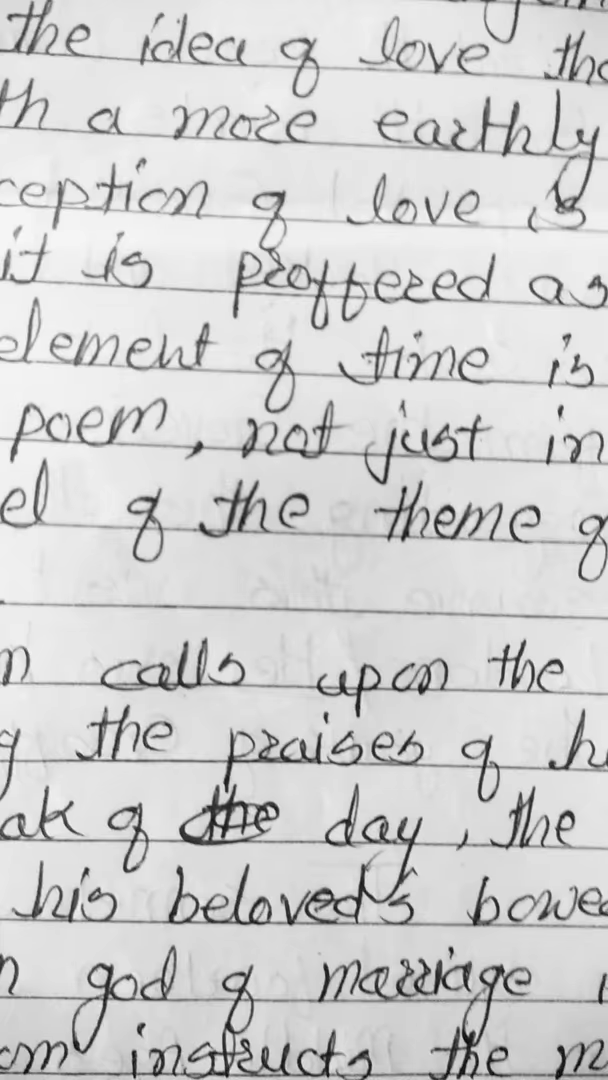 the idea of love
th a more earthly
ception of love is
it is proffered as
element of time is
poem, not just in
el of the theme of
n calls upon the
g the praises of h
ak of the day, the
his beloved's bowe
n god of marriage
om instructs the m